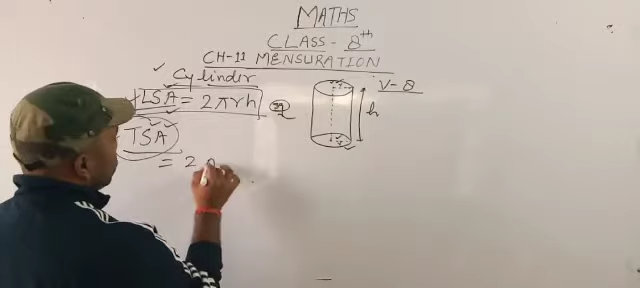 MATHS
CLASS - 8th
CH-11 MENSURATION
Cylinder
V-8
LSA = 2πrh
h
TSA
= 2